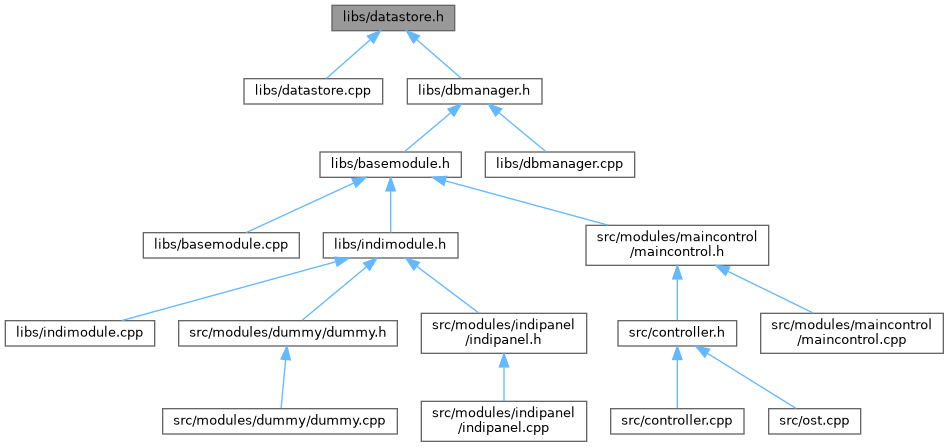 libs/datastore.h
libs/datastore.cpp
libs/dbmanager.h
libs/basemodule.h
libs/dbmanager.cpp
libs/basemodule.cpp
libs/indimodule.h
src/modules/maincontrol
/maincontrol.h
libs/indimodule.cpp
src/modules/dummy/dummy.h
src/modules/indipanel
/indipanel.h
src/controller.h
src/modules/maincontrol
/maincontrol.cpp
src/modules/dummy/dummy.cpp
src/modules/indipanel
/indipanel.cpp
src/controller.cpp
src/ost.cpp